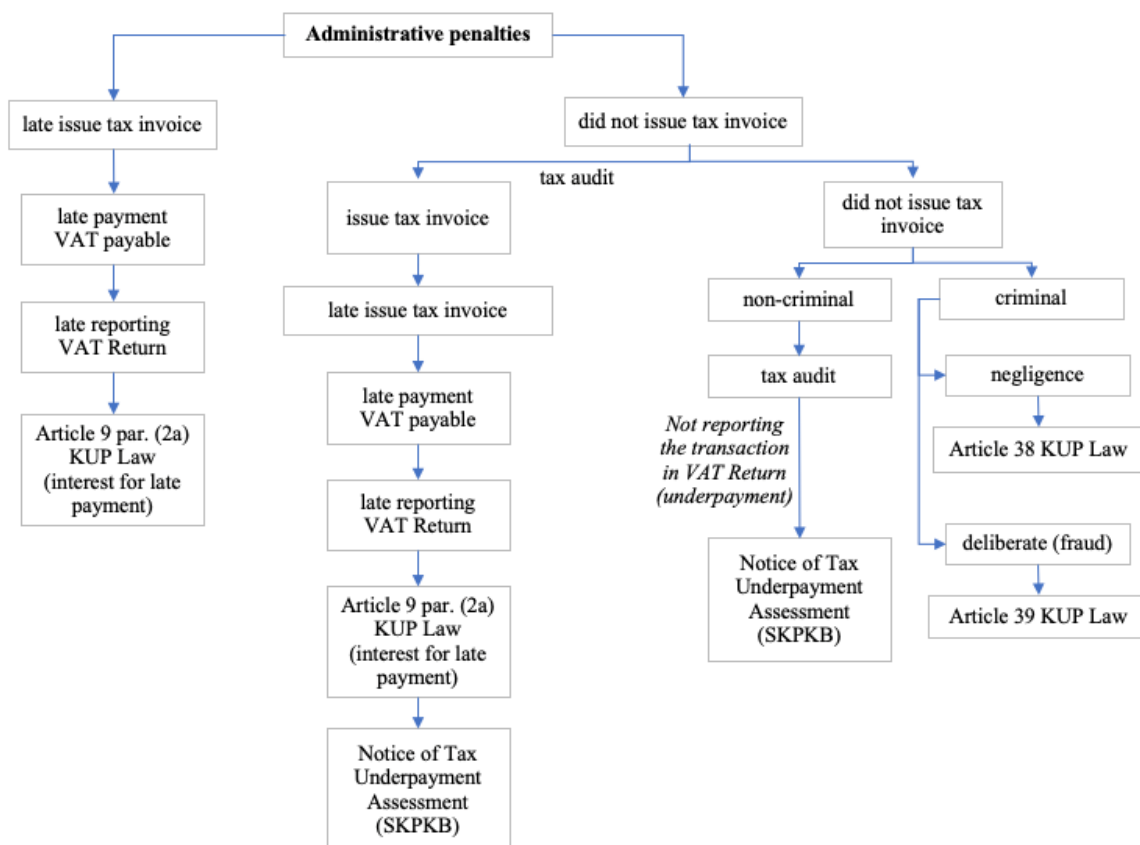 Administrative penalties
late issue tax invoice
late payment
VAT payable
late reporting
VAT Return
Article 9 par. (2a)
KUP Law
(interest for late
payment)
did not issue tax invoice
tax audit
issue tax invoice
late issue tax invoice
late payment
VAT payable
late reporting
VAT Return
Article 9 par. (2a)
KUP Law
(interest for late
payment)
Notice of Tax
Underpayment
Assessment
(SKPKB)
did not issue tax
invoice
non-criminal
tax audit
Not reporting
the transaction
in VAT Return
(underpayment)
Notice of Tax
Underpayment
Assessment
(SKPKB)
criminal
negligence
Article 38 KUP Law
deliberate (fraud)
Article 39 KUP Law